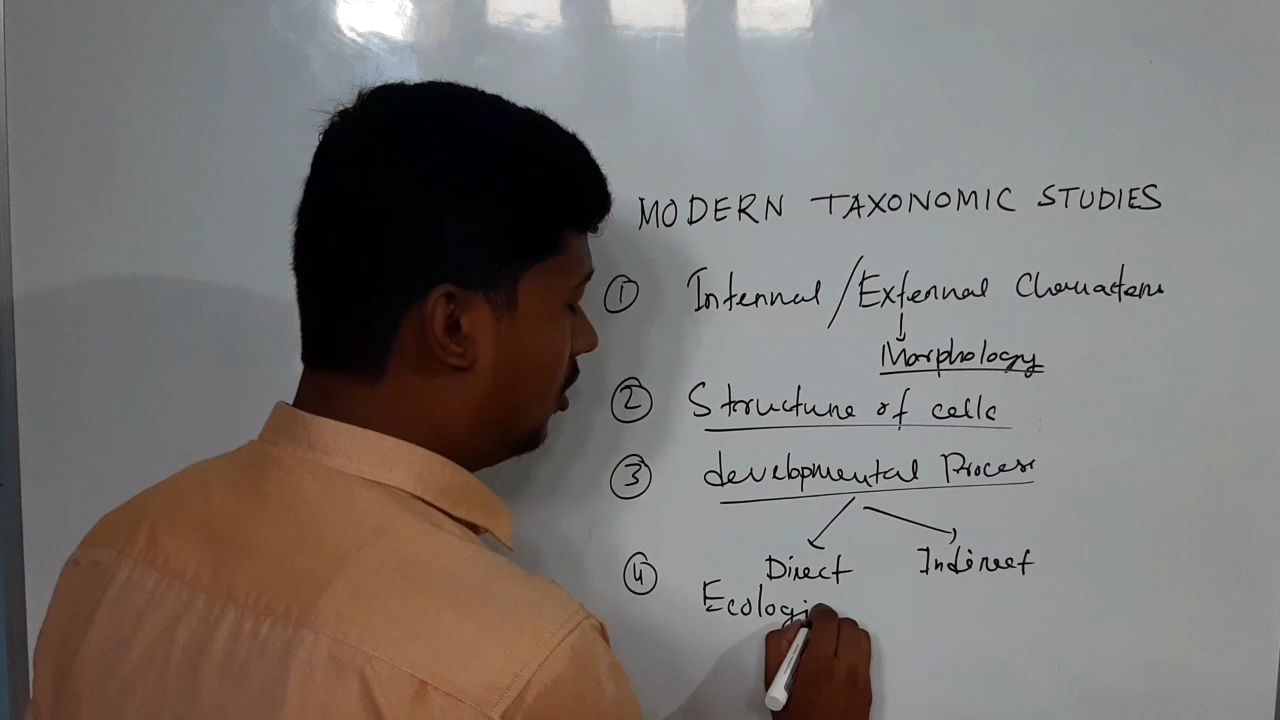 MODERN TAXONOMIC STUDIES
① Internal / External Characters
↓
Morphology
② Structure of cells
③ developmental Process
Direct Indirect
④ Ecologi